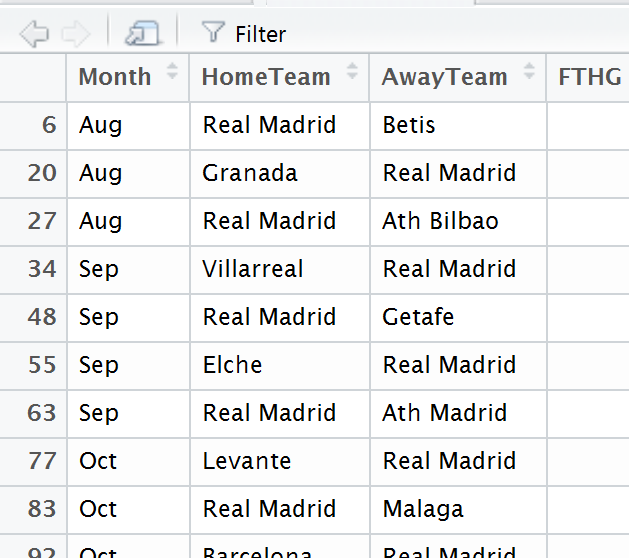 Filter
Month HomeTeam AwayTeam FTHG
6 Aug Real Madrid Betis
20 Aug Granada Real Madrid
27 Aug Real Madrid Ath Bilbao
34 Sep Villarreal Real Madrid
48 Sep Real Madrid Getafe
55 Sep Elche Real Madrid
63 Sep Real Madrid Ath Madrid
77 Oct Levante Real Madrid
83 Oct Real Madrid Malaga
92 Oct Barcelona Real Madrid